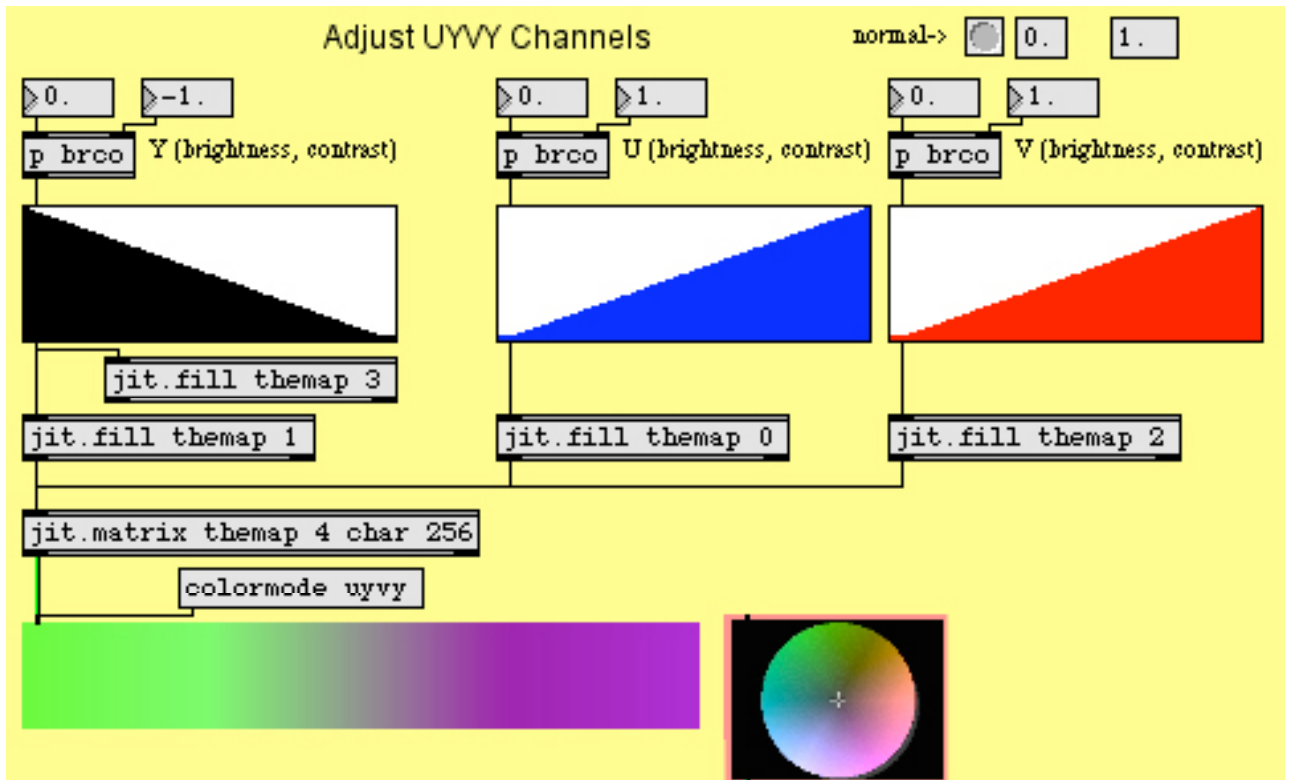 Adjust UYVY Channels
normal-> 0. 1.
0. -1. 0. 1. 0. 1.
p brco Y (brightness, contrast) p brco U (brightness, contrast) p brco V (brightness, contrast)
jit.fill themap 3
jit.fill themap 1 jit.fill themap 0 jit.fill themap 2
jit.matrix themap 4 char 256
colormode uyvy